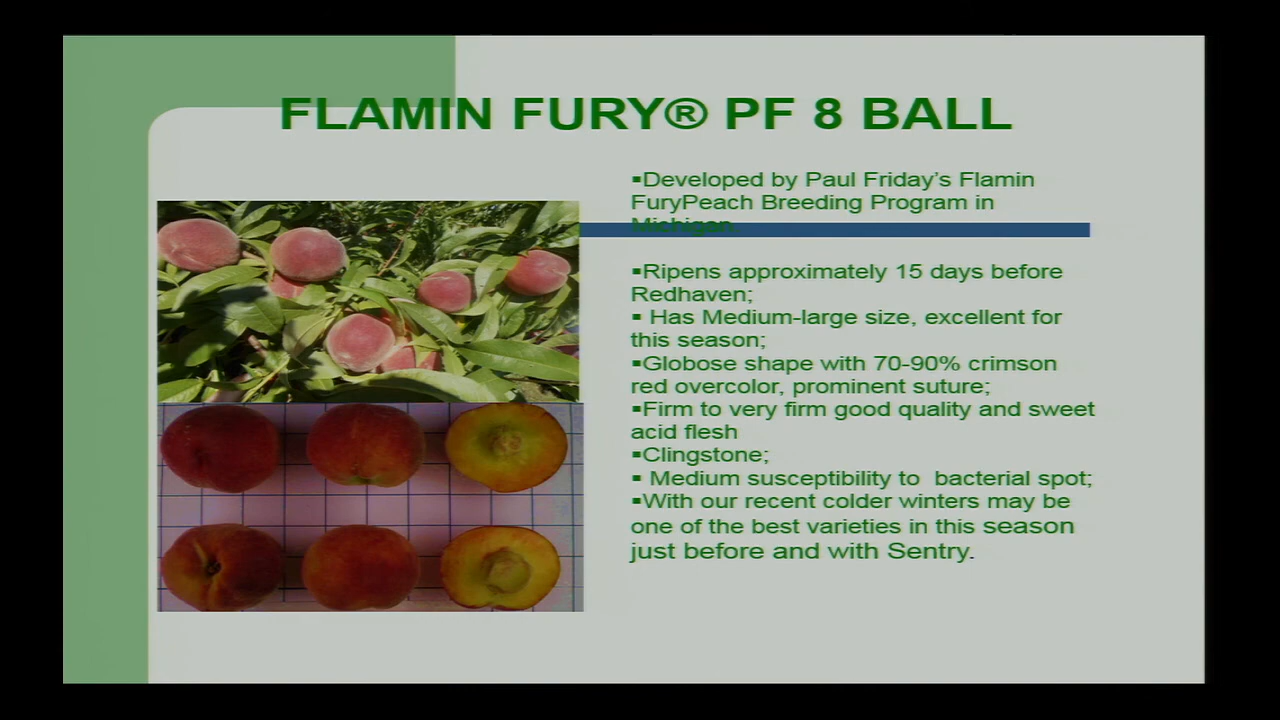 FLAMIN FURY® PF 8 BALL
▪Developed by Paul Friday's Flamin
FuryPeach Breeding Program in
Michigan.
▪Ripens approximately 15 days before
Redhaven;
▪ Has Medium-large size, excellent for
this season;
▪Globose shape with 70-90% crimson
red overcolor, prominent suture;
▪Firm to very firm good quality and sweet
acid flesh
▪Clingstone;
▪ Medium susceptibility to  bacterial spot;
▪With our recent colder winters may be
one of the best varieties in this season
just before and with Sentry.